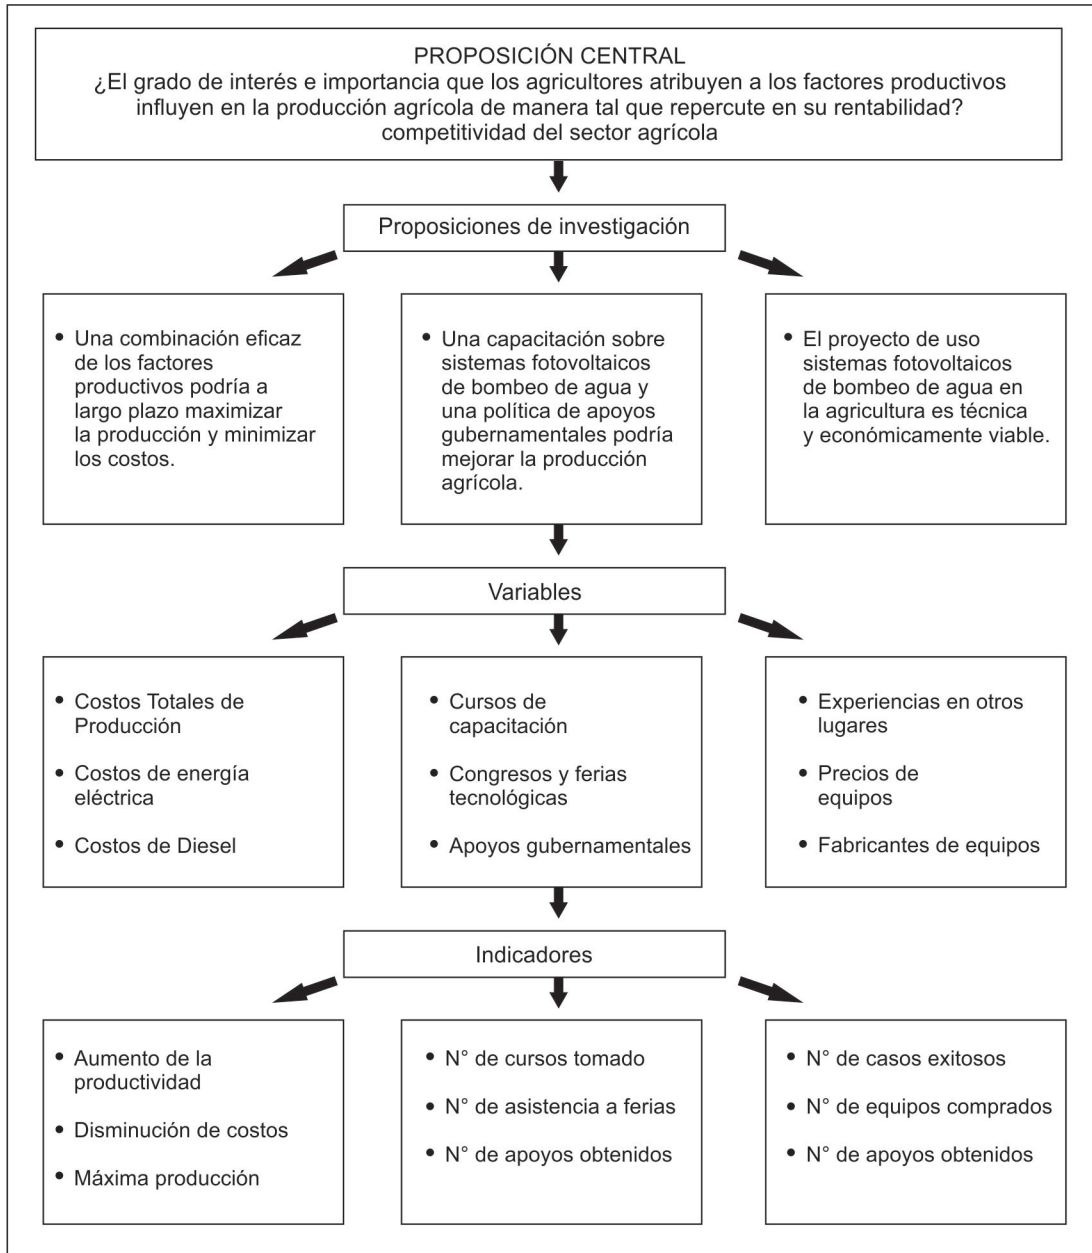 PROPOSICIÓN CENTRAL
¿El grado de interés e importancia que los agricultores atribuyen a los factores productivos
influyen en la producción agrícola de manera tal que repercute en su rentabilidad?
competitividad del sector agrícola
Proposiciones de investigación
• Una combinación eficaz
de los factores
productivos podría a
largo plazo maximizar
la producción y minimizar
los costos.
• Una capacitación sobre
sistemas fotovoltaicos
de bombeo de agua y
una política de apoyos
gubernamentales podría
mejorar la producción
agrícola.
• El proyecto de uso
sistemas fotovoltaicos
de bombeo de agua en
la agricultura es técnica
y económicamente viable.
Variables
• Costos Totales de
Producción
• Costos de energía
eléctrica
• Costos de Diesel
• Cursos de
capacitación
• Congresos y ferias
tecnológicas
• Apoyos gubernamentales
• Experiencias en otros
lugares
• Precios de
equipos
• Fabricantes de equipos
Indicadores
• Aumento de la
productividad
• Disminución de costos
• Máxima producción
• N° de cursos tomado
• N° de asistencia a ferias
• N° de apoyos obtenidos
• N° de casos exitosos
• N° de equipos comprados
• N° de apoyos obtenidos